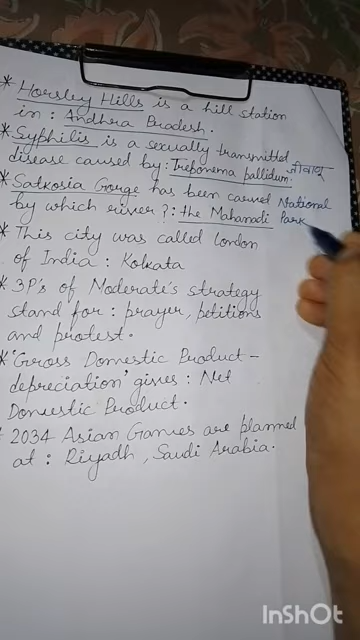 * Horsley Hills is a hill station
in : Andhra Pradesh.
* Syphilis is a sexually transmitted
disease caused by : Treponema pallidum. जीवाणु
* Satkosia Gorge has been carved National
by which river ? : the Mahanadi Park
* This city was called London
of India : Kolkata
* 3P's of Moderate's strategy
stand for : prayer, petitions
and protest.
* 'Gross Domestic Product -
depreciation' gives : Net
Domestic Product.
* 2034 Asian Games are planned
at : Riyadh, Saudi Arabia.
InShOt